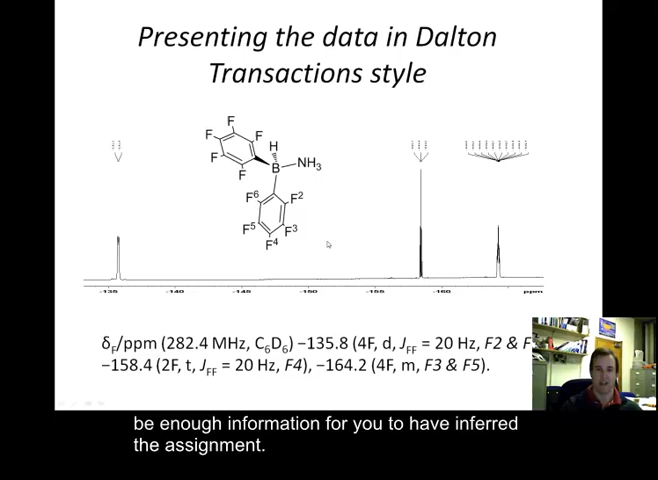 Presenting the data in Dalton
Transactions style
F
F
F
F
F
H
B
NH₃
F⁶
F²
F⁵
F³
F⁴
-135
-140
-145
-150
-155
-160
ppm
δF/ppm (282.4 MHz, C₆D₆) −135.8 (4F, d, JFF = 20 Hz, F2 & F
−158.4 (2F, t, JFF = 20 Hz, F4), −164.2 (4F, m, F3 & F5).
be enough information for you to have inferred
the assignment.